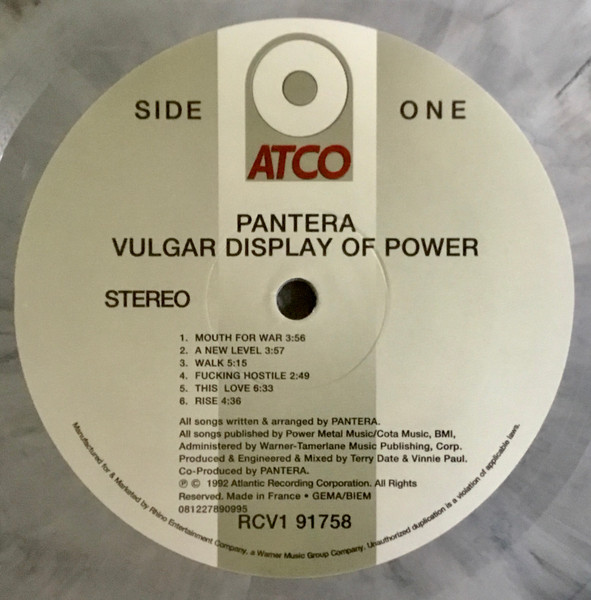 SIDE ONE
ATCO
PANTERA
VULGAR DISPLAY OF POWER
STEREO
1. MOUTH FOR WAR 3:56
2. A NEW LEVEL 3:57
3. WALK 5:15
4. FUCKING HOSTILE 2:49
5. THIS LOVE 6:33
6. RISE 4:36
All songs written & arranged by PANTERA.
All songs published by Power Metal Music/Cota Music, BMI,
Administered by Warner-Tamerlane Music Publishing, Corp.
Produced & Engineered & Mixed by Terry Date & Vinnie Paul.
Co-Produced by PANTERA.
℗ © 1992 Atlantic Recording Corporation. All Rights
Reserved. Made in France • GEMA/BIEM
081227890995
RCV1 91758
Manufactured for & Marketed by Rhino Entertainment Company, a Warner Music Group Company. Unauthorized duplication is a violation of applicable laws.